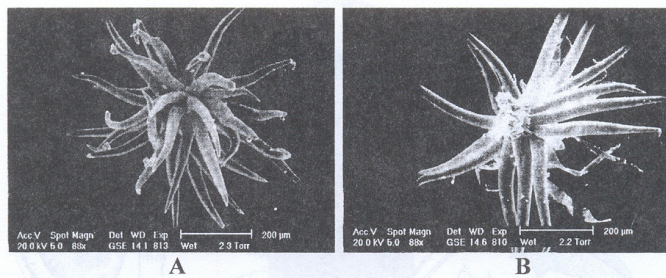 Acc V Spot Magn Det WD Exp 200 µm
20.0 kV 5.0 88x GSE 14.1 813 Wet 2.3 Torr
A
Acc V Spot Magn Det WD Exp 200 µm
20.0 kV 5.0 88x GSE 14.6 810 Wet 2.2 Torr
B